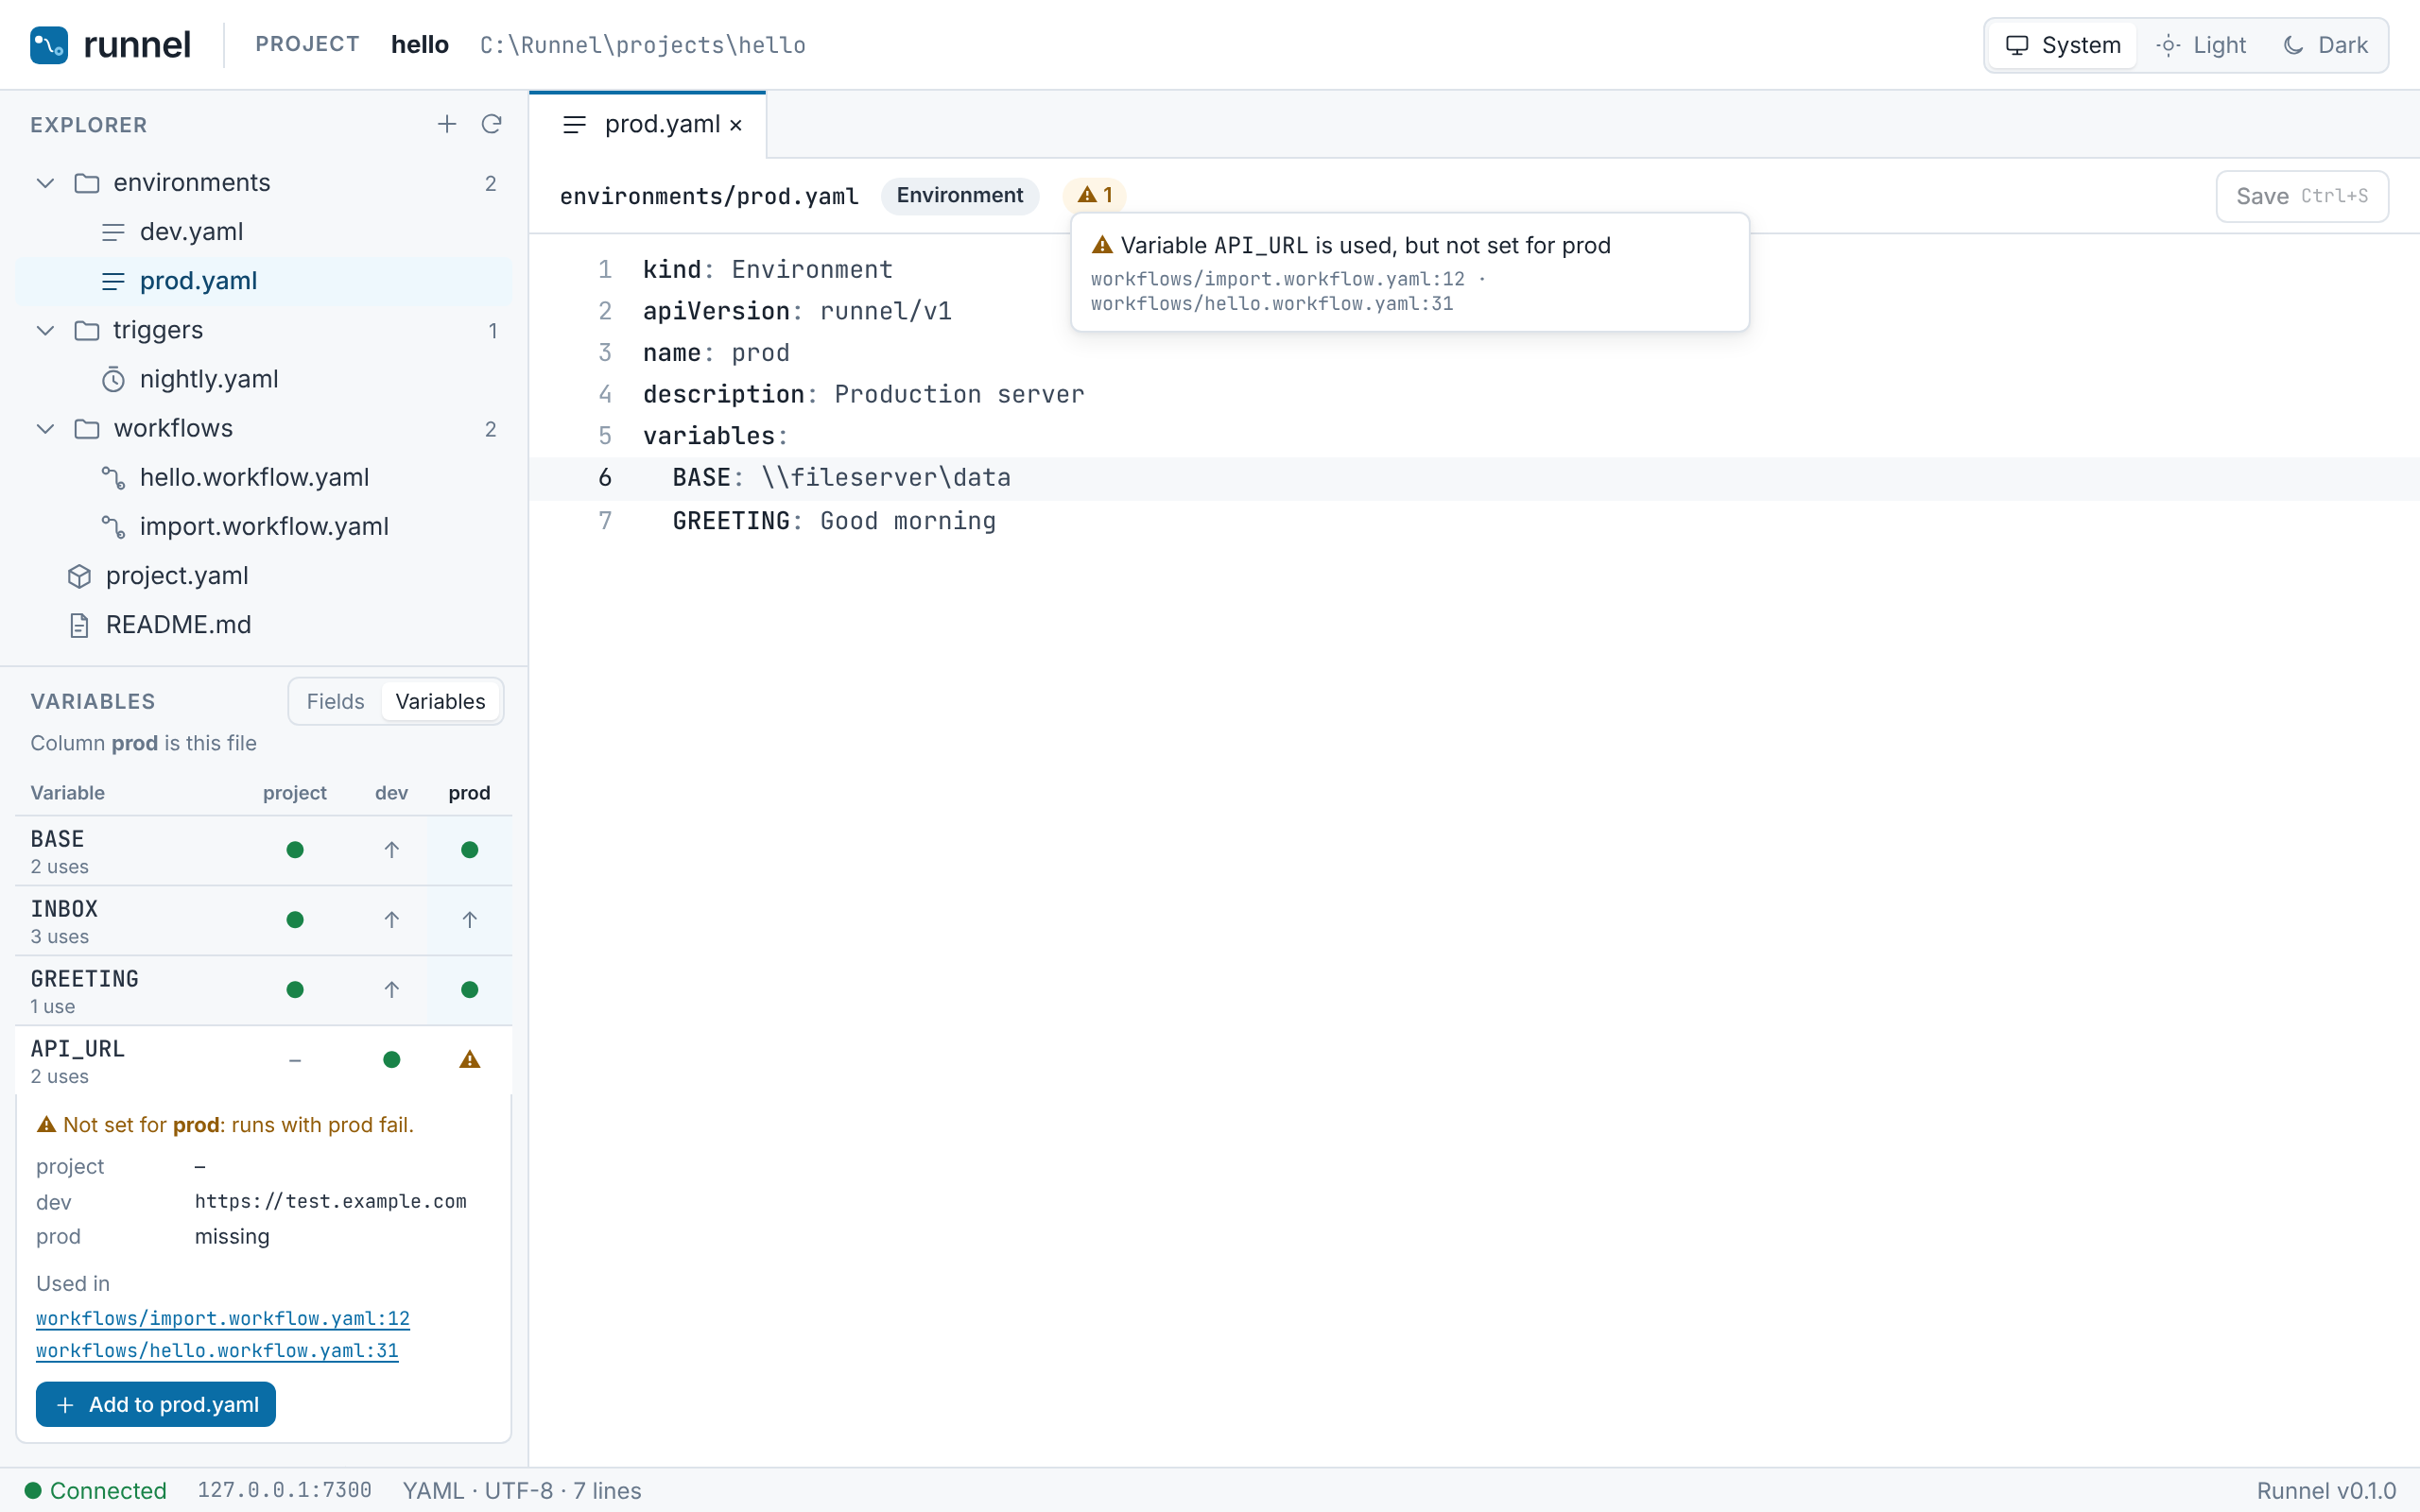 runnel PROJECT hello C:\Runnel\projects\hello System Light Dark
EXPLORER
environments 2
dev.yaml
prod.yaml
triggers 1
nightly.yaml
workflows 2
hello.workflow.yaml
import.workflow.yaml
project.yaml
README.md
VARIABLES Fields Variables
Column prod is this file
Variable project dev prod
BASE
2 uses
INBOX
3 uses
GREETING
1 use
API_URL
2 uses
Not set for prod: runs with prod fail.
project –
dev https://test.example.com
prod missing
Used in
workflows/import.workflow.yaml:12
workflows/hello.workflow.yaml:31
+ Add to prod.yaml
prod.yaml ×
environments/prod.yaml Environment 1 Save Ctrl+S
Variable API_URL is used, but not set for prod
workflows/import.workflow.yaml:12 ·
workflows/hello.workflow.yaml:31
1 kind: Environment
2 apiVersion: runnel/v1
3 name: prod
4 description: Production server
5 variables:
6 BASE: \\fileserver\data
7 GREETING: Good morning
Connected 127.0.0.1:7300 YAML · UTF-8 · 7 lines Runnel v0.1.0